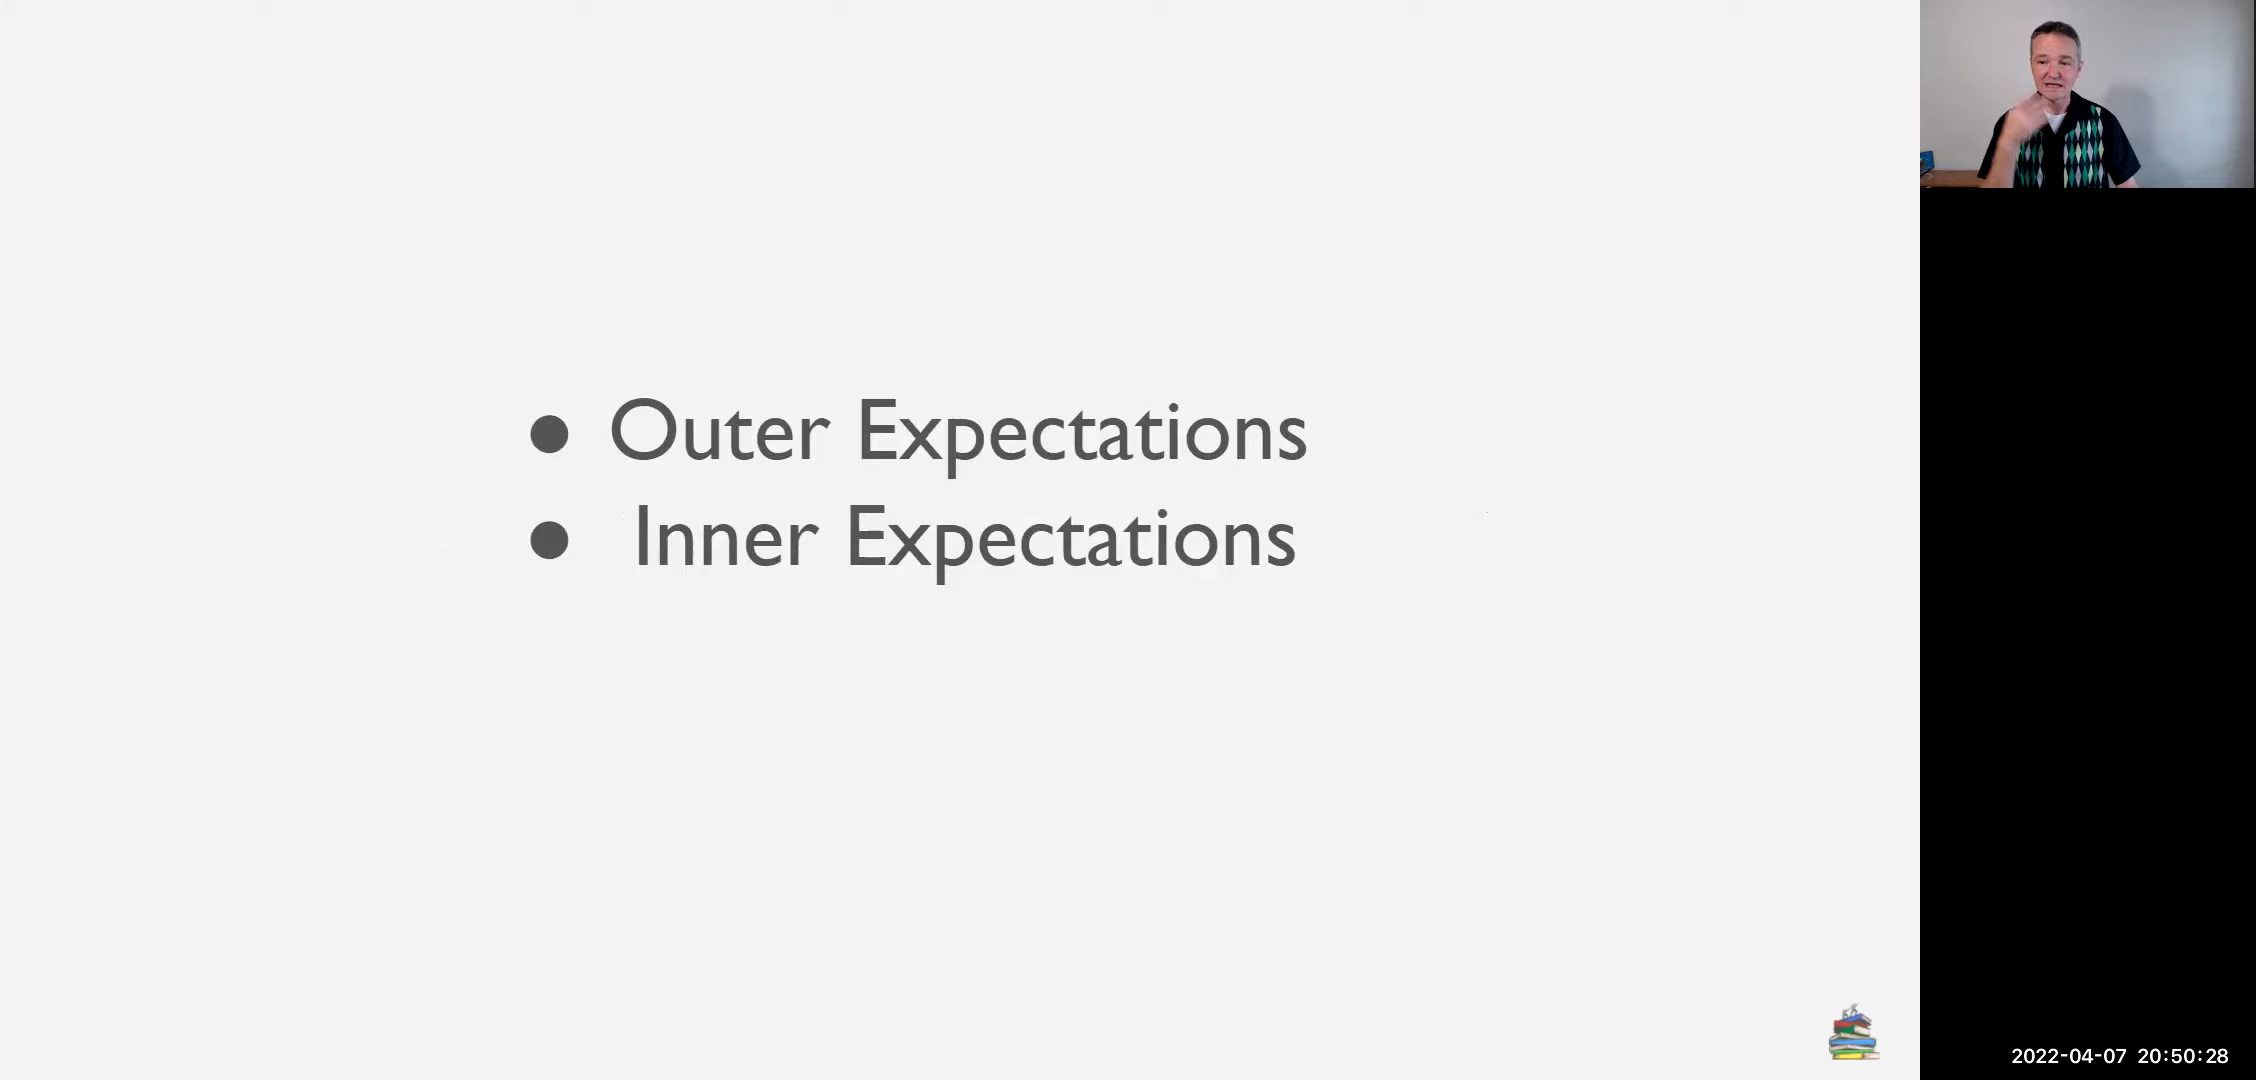 ● Outer Expectations
● Inner Expectations
2022-04-07 20:50:28